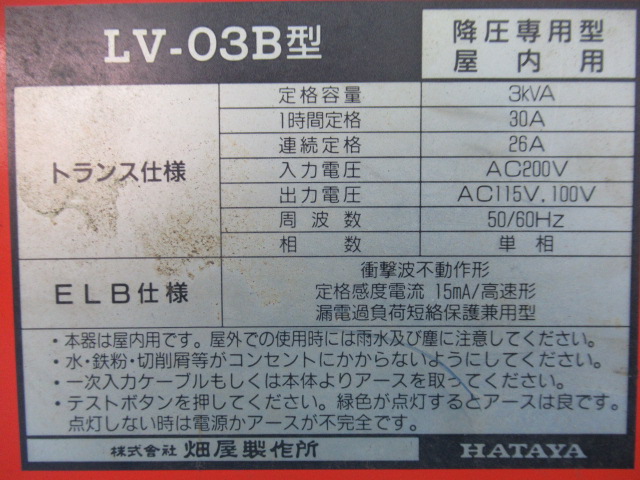 LV-03B型
降圧専用型
屋内用
トランス仕様
定格容量 3kVA
1時間定格 30A
連続定格 26A
入力電圧 AC200V
出力電圧 AC115V,100V
周波数 50/60Hz
相数 単相
ELB仕様
衝撃波不動作形
定格感度電流 15mA/高速形
漏電過負荷短絡保護兼用型
・本器は屋内用です。屋外での使用時には雨水及び塵に注意してください。
・水・鉄粉・切削屑等がコンセントにかからないようにしてください。
・一次入力ケーブルもしくは本体よりアースを取ってください。
・テストボタンを押してください。緑色が点灯するとアースは良です。
点灯しない時は電源かアースが不完全です。
株式会社 畑屋製作所 HATAYA